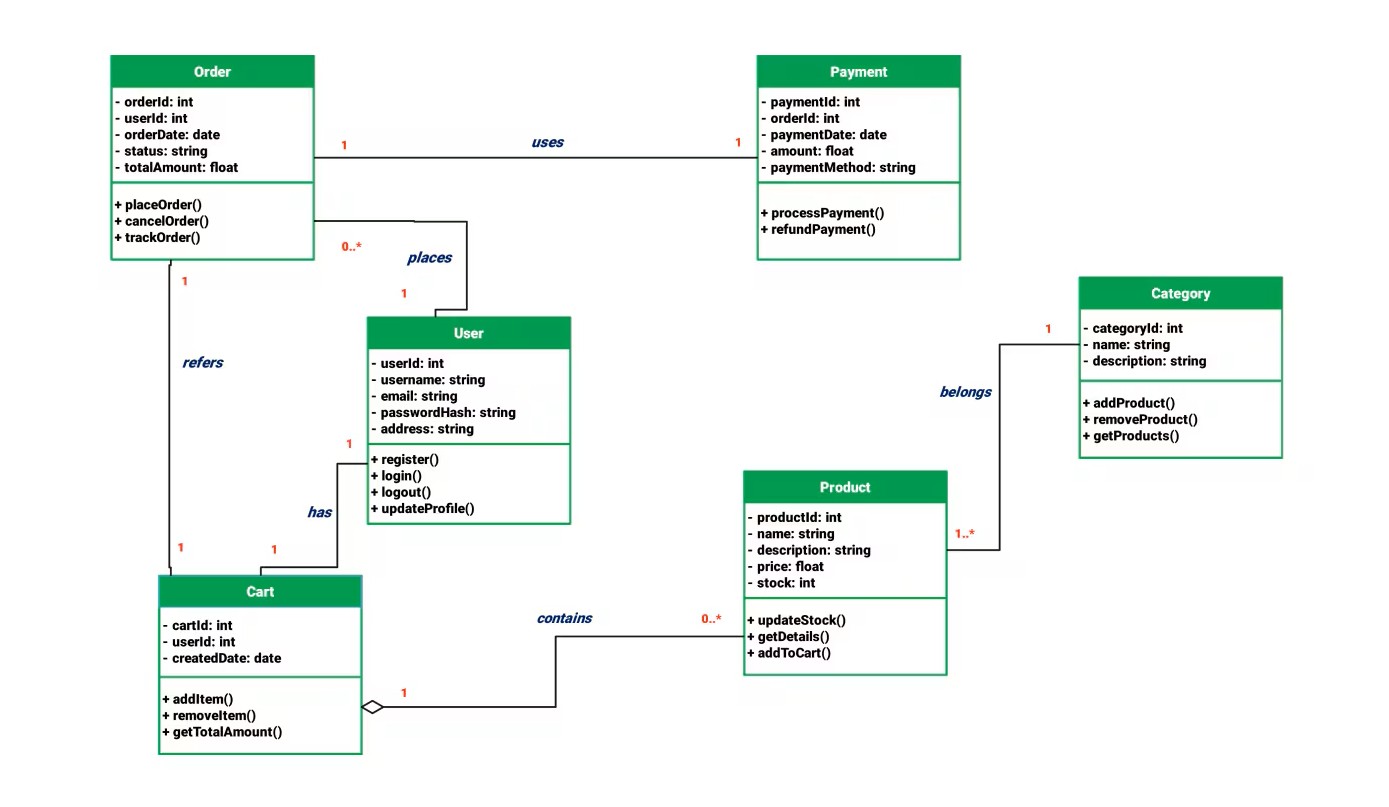 Order
- orderId: int
- userId: int
- orderDate: date
- status: string
- totalAmount: float
+ placeOrder()
+ cancelOrder()
+ trackOrder()
1
uses
1
Payment
- paymentId: int
- orderId: int
- paymentDate: date
- amount: float
- paymentMethod: string
+ processPayment()
+ refundPayment()
0..*
places
1
1
refers
1
User
- userId: int
- username: string
- email: string
- passwordHash: string
- address: string
+ register()
+ login()
+ logout()
+ updateProfile()
1
has
1
Category
- categoryId: int
- name: string
- description: string
+ addProduct()
+ removeProduct()
+ getProducts()
1
belongs
1..*
Product
- productId: int
- name: string
- description: string
- price: float
- stock: int
+ updateStock()
+ getDetails()
+ addToCart()
0..*
contains
1
Cart
- cartId: int
- userId: int
- createdDate: date
+ addItem()
+ removeItem()
+ getTotalAmount()